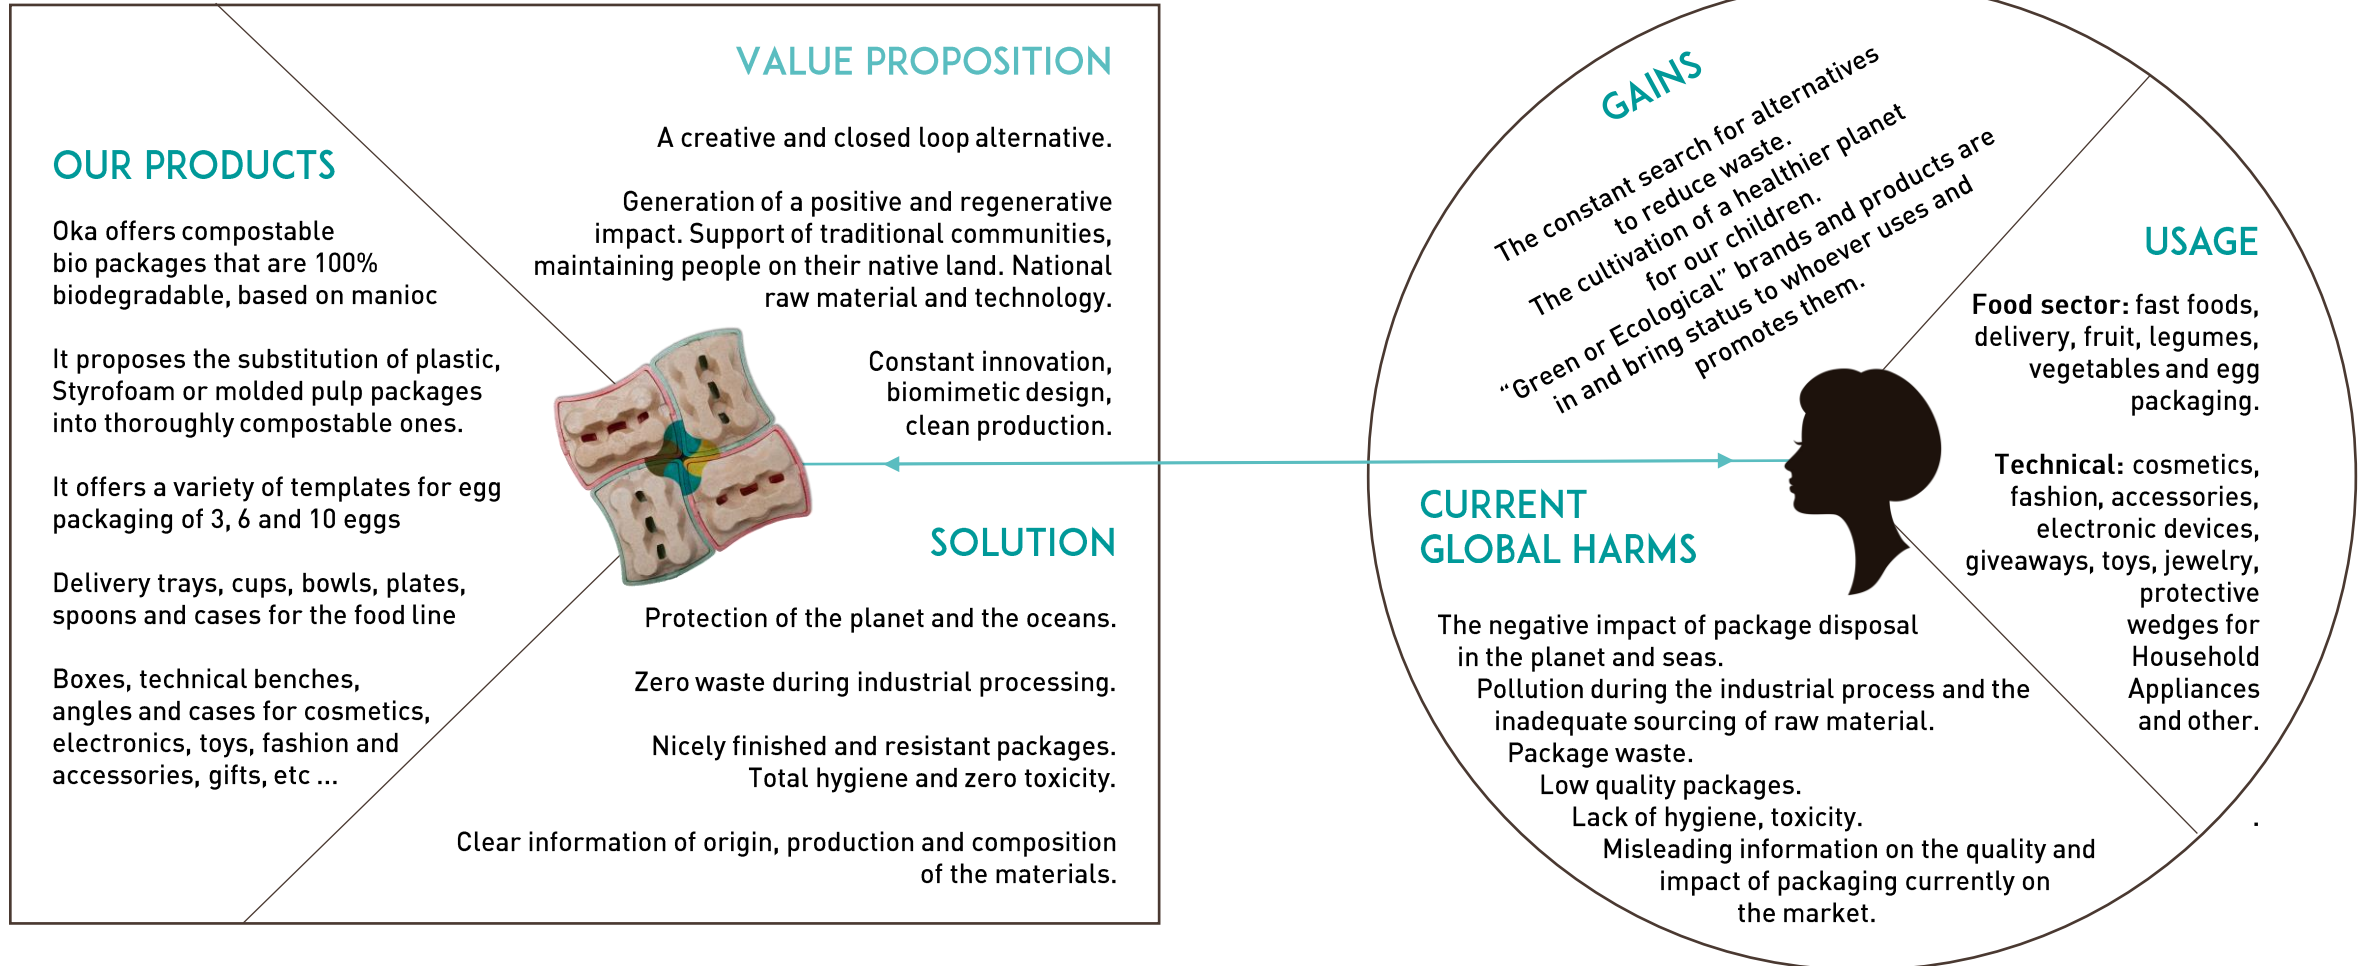 OUR PRODUCTS
Oka offers compostable
bio packages that are 100%
biodegradable, based on manioc
It proposes the substitution of plastic,
Styrofoam or molded pulp packages
into thoroughly compostable ones.
It offers a variety of templates for egg
packaging of 3, 6 and 10 eggs
Delivery trays, cups, bowls, plates,
spoons and cases for the food line
Boxes, technical benches,
angles and cases for cosmetics,
electronics, toys, fashion and
accessories, gifts, etc ...
VALUE PROPOSITION
A creative and closed loop alternative.
Generation of a positive and regenerative
impact. Support of traditional communities,
maintaining people on their native land. National
raw material and technology.
Constant innovation,
biomimetic design,
clean production.
SOLUTION
Protection of the planet and the oceans.
Zero waste during industrial processing.
Nicely finished and resistant packages.
Total hygiene and zero toxicity.
Clear information of origin, production and composition
of the materials.
GAINS
The constant search for alternatives
to reduce waste.
The cultivation of a healthier planet
for our children.
“Green or Ecological” brands and products are
in and bring status to whoever uses and
promotes them.
CURRENT
GLOBAL HARMS
The negative impact of package disposal
in the planet and seas.
Pollution during the industrial process and the
inadequate sourcing of raw material.
Package waste.
Low quality packages.
Lack of hygiene, toxicity.
Misleading information on the quality and
impact of packaging currently on
the market.
USAGE
Food sector: fast foods,
delivery, fruit, legumes,
vegetables and egg
packaging.
Technical: cosmetics,
fashion, accessories,
electronic devices,
giveaways, toys, jewelry,
protective
wedges for
Household
Appliances
and other.
.